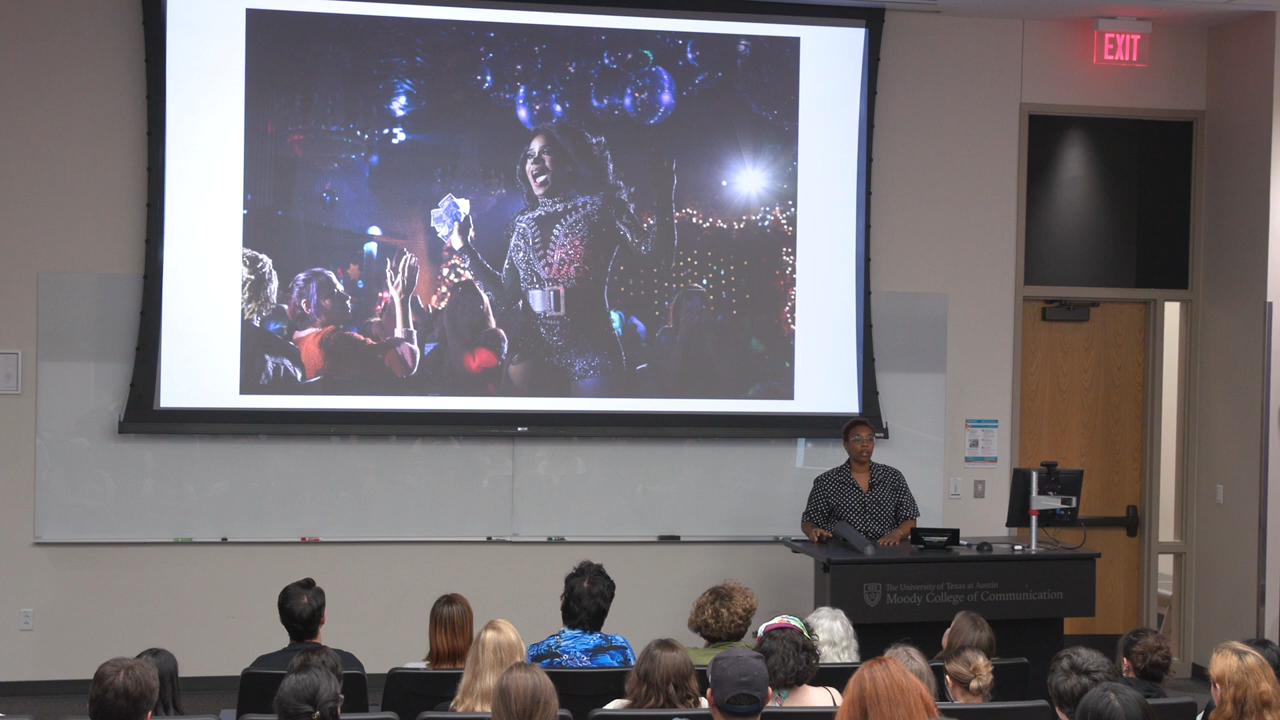 EXIT
The University of Texas at Austin
Moody College of Communication